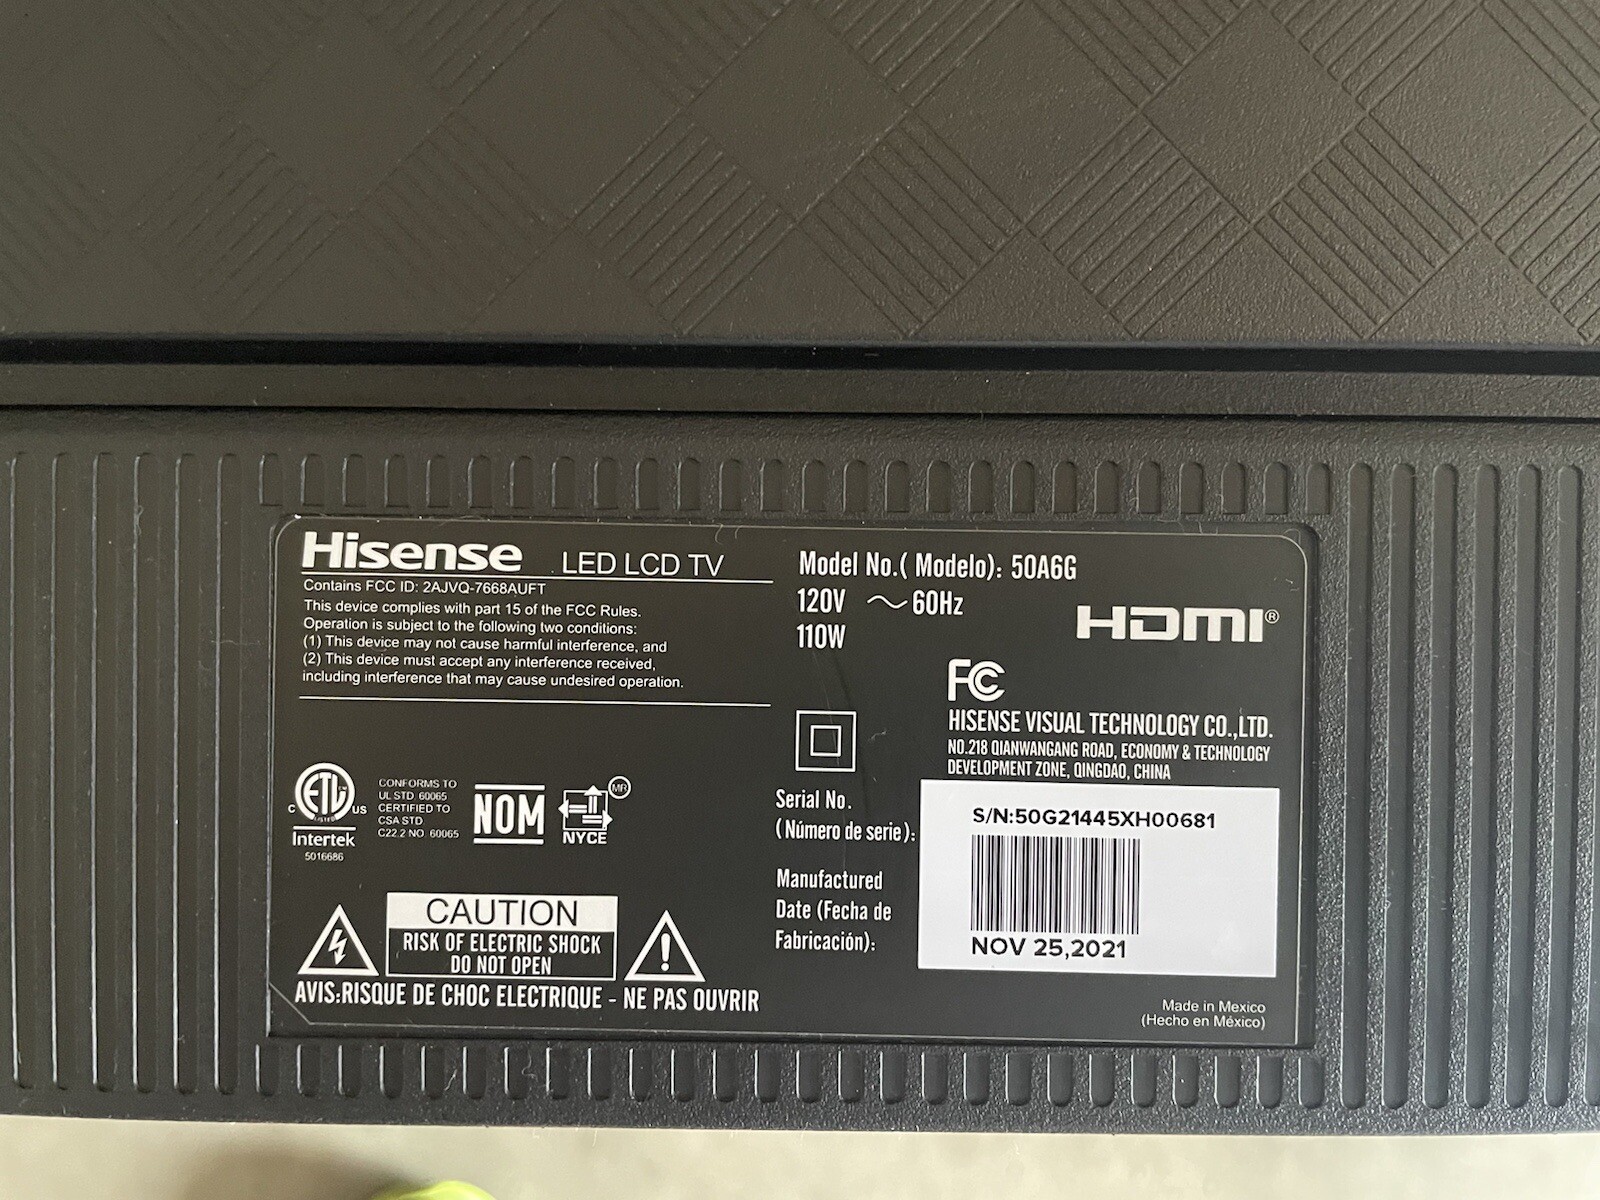 Hisense LED LCD TV
Contains FCC ID: 2AJVQ-7668AUFT
This device complies with part 15 of the FCC Rules.
Operation is subject to the following two conditions:
(1) This device may not cause harmful interference, and
(2) This device must accept any interference received,
including interference that may cause undesired operation.
Model No.( Modelo): 50A6G
120V ～60Hz
110W
HDMI®
FC
HISENSE VISUAL TECHNOLOGY CO.,LTD.
NO.218 QIANWANGANG ROAD, ECONOMY & TECHNOLOGY
DEVELOPMENT ZONE, QINGDAO, CHINA
C ETL US
LISTED
Intertek
5016686
CONFORMS TO
UL STD. 60065
CERTIFIED TO
CSA STD
C22.2 NO. 60065
NOM
MR
NYCE
CAUTION
RISK OF ELECTRIC SHOCK
DO NOT OPEN
AVIS:RISQUE DE CHOC ELECTRIQUE - NE PAS OUVRIR
Serial No.
(Número de serie):
S/N:50G21445XH00681
Manufactured
Date (Fecha de
Fabricación):
NOV 25,2021
Made in Mexico
(Hecho en México)